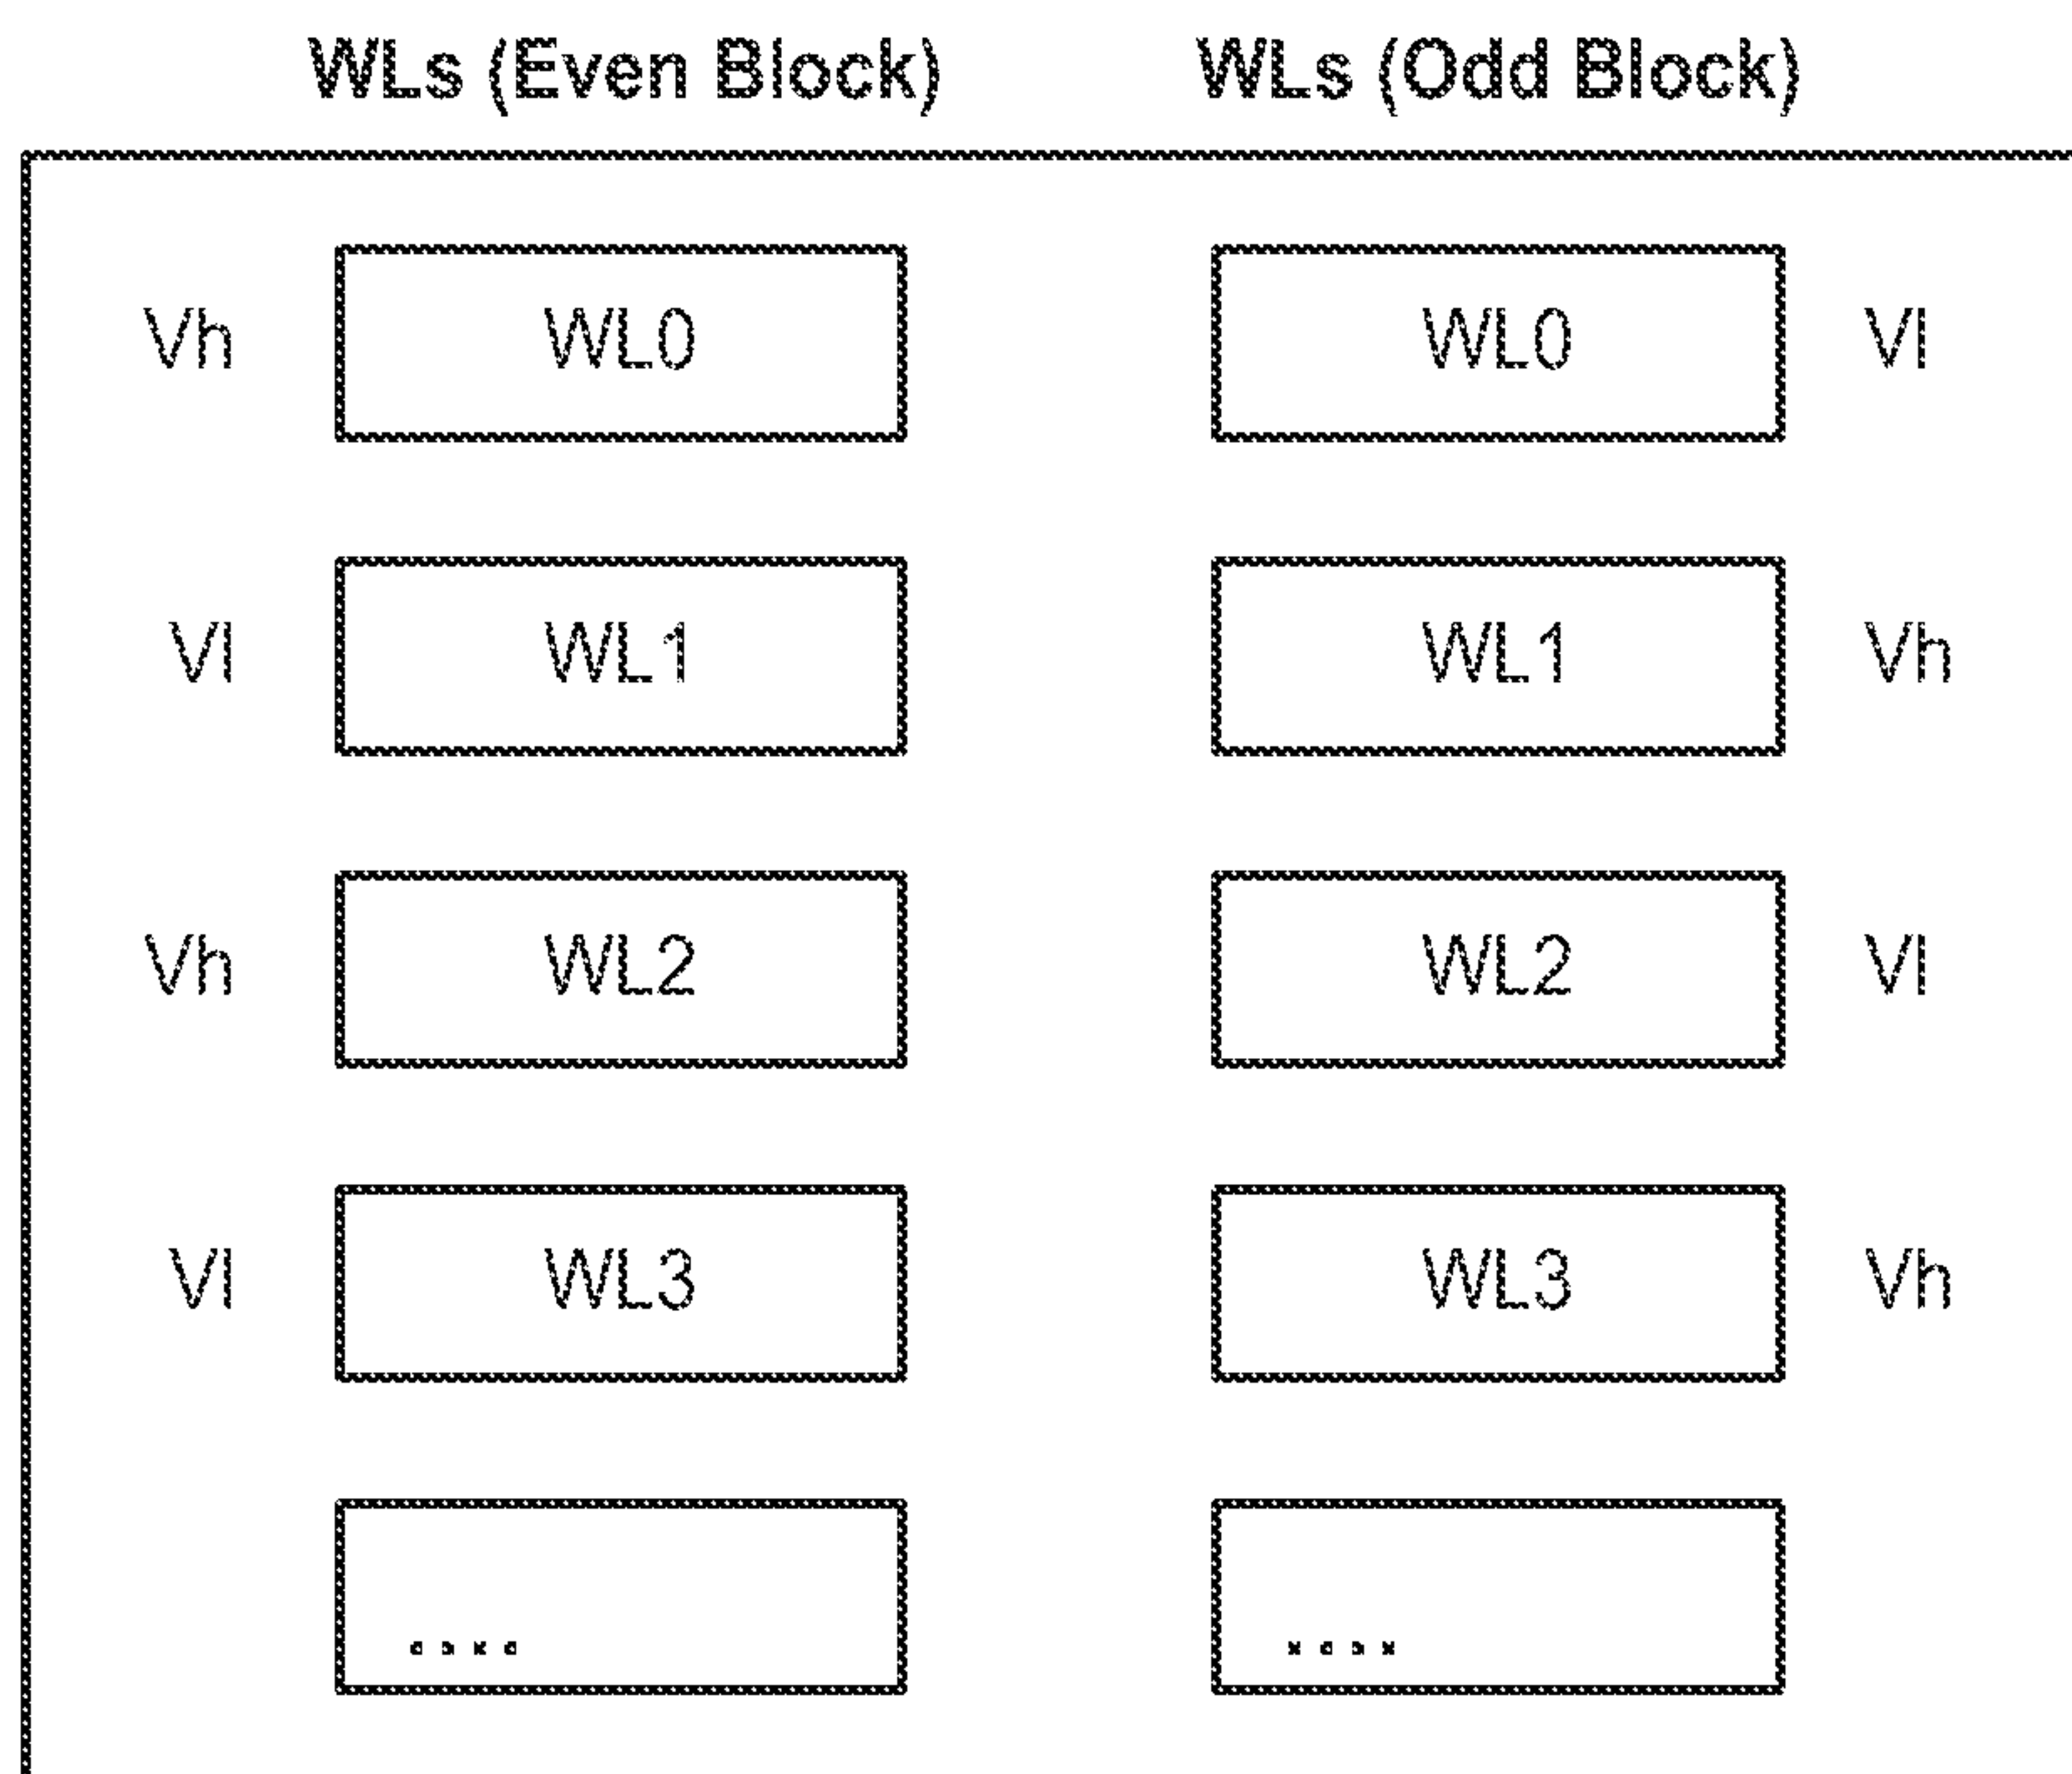 WLs (Even Block) WLs (Odd Block)
Vh WL0 WL0 Vl
Vl WL1 WL1 Vh
Vh WL2 WL2 Vl
Vl WL3 WL3 Vh
.... ....